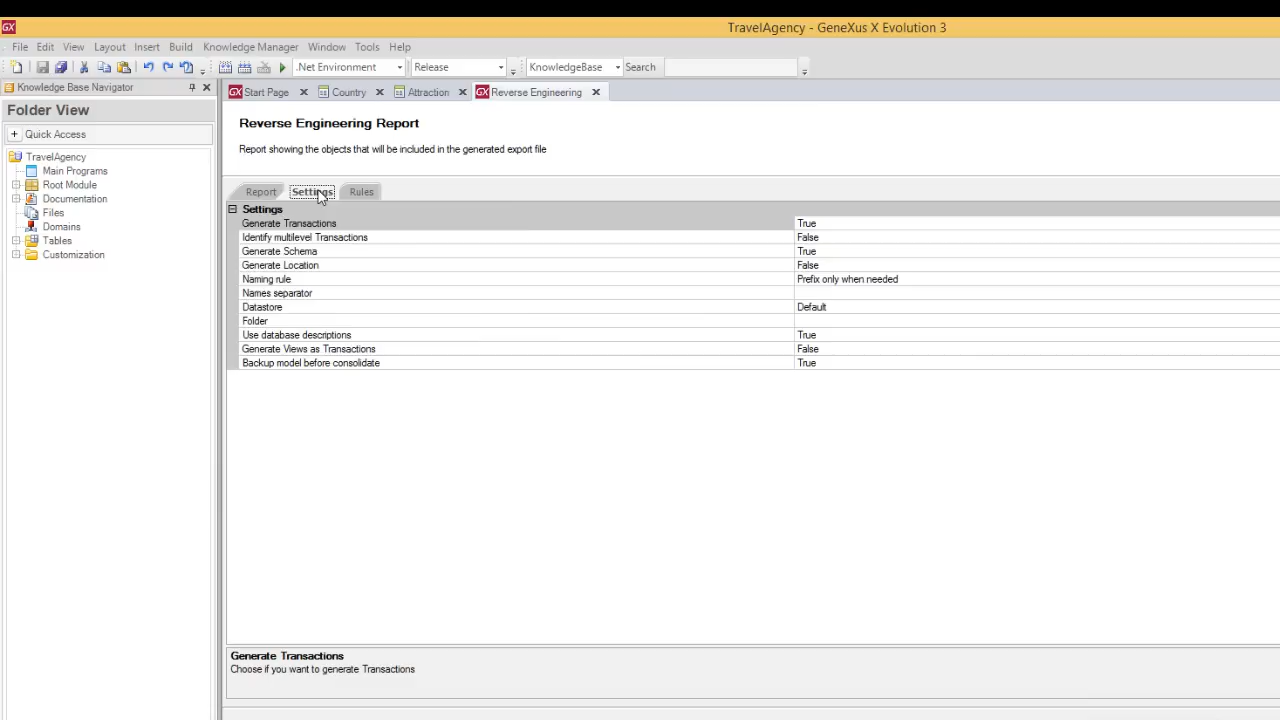 GX
TravelAgency - GeneXus X Evolution 3
File Edit View Layout Insert Build Knowledge Manager Window Tools Help
.Net Environment Release KnowledgeBase Search
Knowledge Base Navigator
GX Start Page Country Attraction GX Reverse Engineering
Folder View
Quick Access
TravelAgency
Main Programs
Root Module
Documentation
Files
Domains
Tables
Customization
Reverse Engineering Report
Report showing the objects that will be included in the generated export file
Report Settings Rules
Settings
Generate Transactions True
Identify multilevel Transactions False
Generate Schema True
Generate Location False
Naming rule Prefix only when needed
Names separator
Datastore Default
Folder
Use database descriptions True
Generate Views as Transactions False
Backup model before consolidate True
Generate Transactions
Choose if you want to generate Transactions